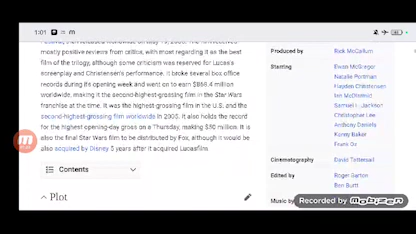 1:01
mostly positive reviews from critics, with most regarding it as the best
film of the trilogy, although some criticism was reserved for Lucas's
screenplay and Christensen's performance. It broke several box office
records during its opening week and went on to earn $868.4 million
worldwide, making it the second-highest-grossing film in the Star Wars
franchise at the time. It was the highest-grossing film in the U.S. and the
second-highest-grossing film worldwide in 2005. It also holds the record
for the highest opening-day gross on a Thursday, making $50 million. It is
also the final Star Wars film to be distributed by Fox, although it would be
also acquired by Disney 5 years after it acquired Lucasfilm
Contents
Plot
Produced by Rick McCallum
Starring Ewan McGregor
Natalie Portman
Hayden Christensen
Ian McDiarmid
Samuel L. Jackson
Christopher Lee
Anthony Daniels
Kenny Baker
Frank Oz
Cinematography David Tattersall
Edited by Roger Barton
Ben Burtt
Music by
Recorded by mobizen